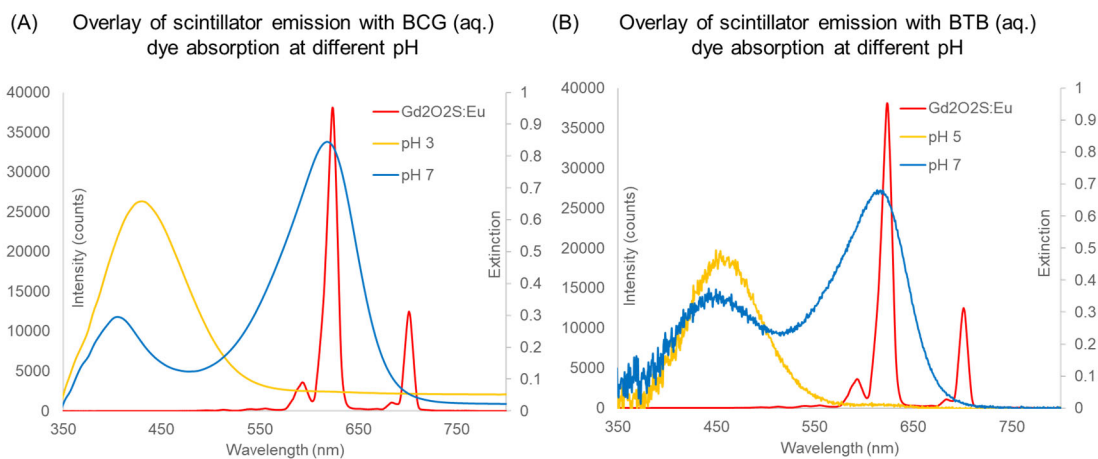 (A) Overlay of scintillator emission with BCG (aq.)
dye absorption at different pH
40000
35000
30000
25000
20000
15000
10000
5000
0
1
0.9
0.8
0.7
0.6
0.5
0.4
0.3
0.2
0.1
0
Gd2O2S:Eu
pH 3
pH 7
Intensity (counts)
Extinction
350 450 550 650 750
Wavelength (nm)
(B) Overlay of scintillator emission with BTB (aq.)
dye absorption at different pH
40000
35000
30000
25000
20000
15000
10000
5000
0
1
0.9
0.8
0.7
0.6
0.5
0.4
0.3
0.2
0.1
0
Gd2O2S:Eu
pH 5
pH 7
Intensity (counts)
Extinction
350 450 550 650 750
Wavelength (nm)